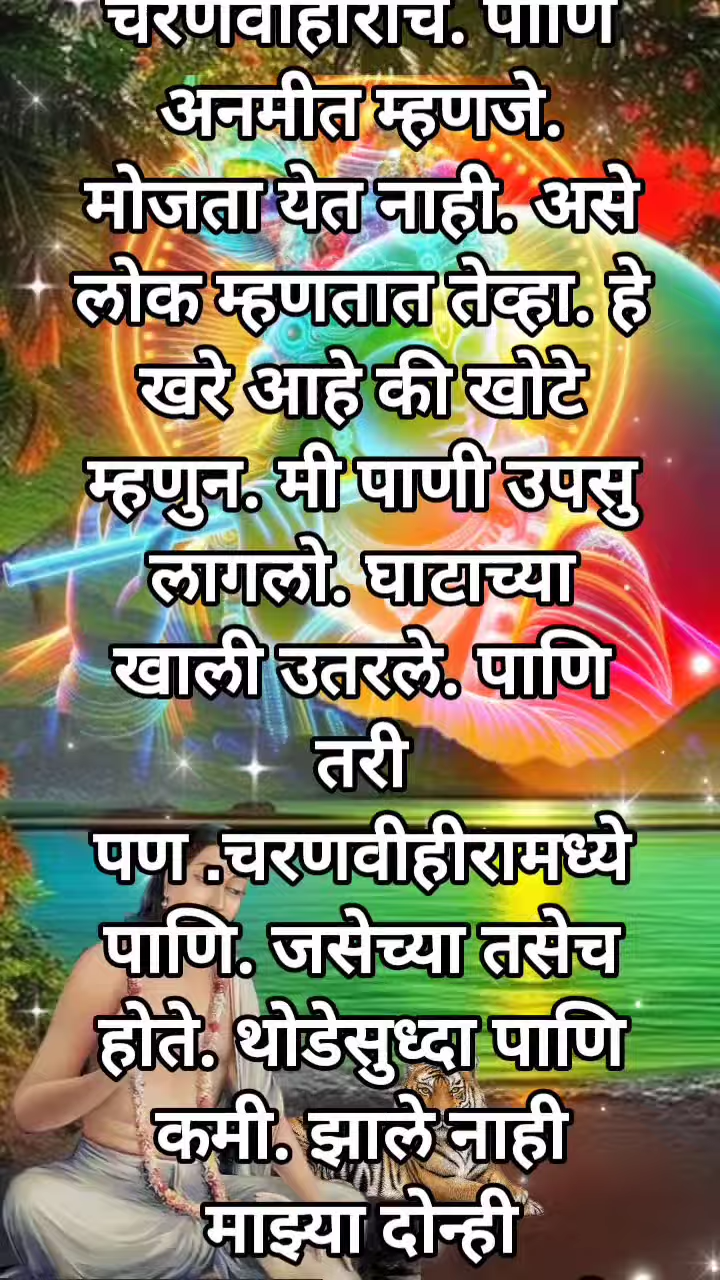 चरणवीहीराचे. पाणि
अनमीत म्हणजे.
मोजता येत नाही. असे
लोक म्हणतात तेव्हा. हे
खरे आहे की खोटे
म्हणुन. मी पाणी उपसु
लागलो. घाटाच्या
खाली उतरले. पाणि
तरी
पण .चरणवीहीरामध्ये
पाणि. जसेच्या तसेच
होते. थोडेसुध्दा पाणि
कमी. झाले नाही
माझ्या दोन्ही